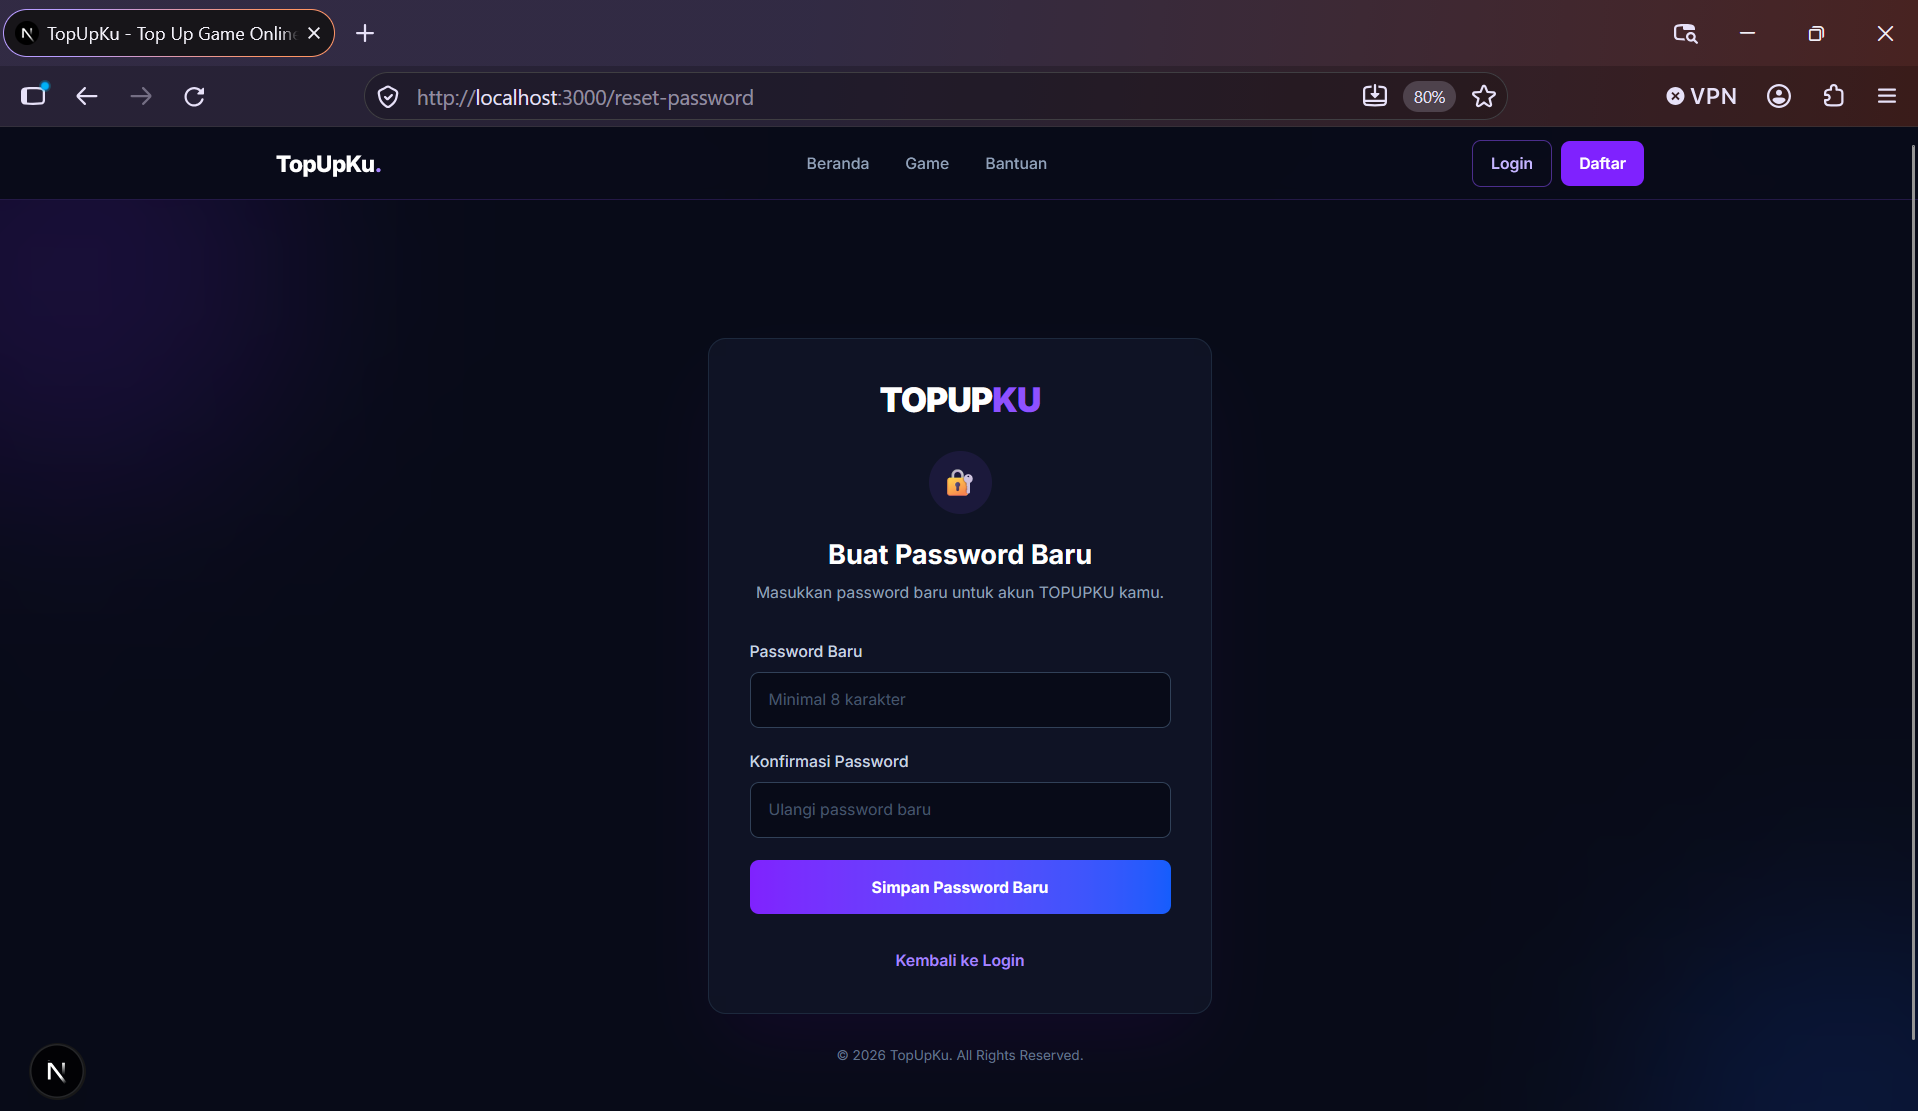 TopUpKu - Top Up Game Online
http://localhost:3000/reset-password
80%
VPN
TopUpKu.
Beranda
Game
Bantuan
Login
Daftar
TOPUPKU
Buat Password Baru
Masukkan password baru untuk akun TOPUPKU kamu.
Password Baru
Minimal 8 karakter
Konfirmasi Password
Ulangi password baru
Simpan Password Baru
Kembali ke Login
© 2026 TopUpKu. All Rights Reserved.
N